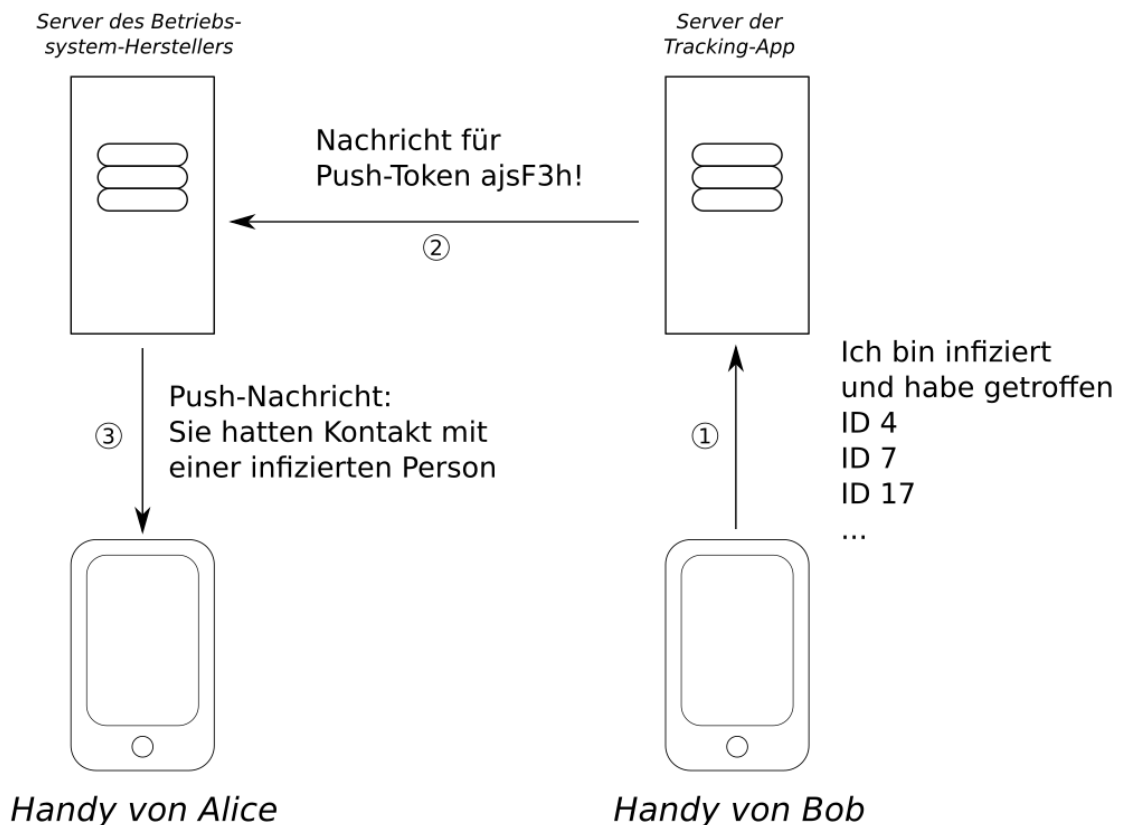 Server des Betriebs-
system-Herstellers
Server der
Tracking-App
Nachricht für
Push-Token ajsF3h!
②
Ich bin infiziert
und habe getroffen
ID 4
ID 7
ID 17
...
①
Push-Nachricht:
Sie hatten Kontakt mit
einer infizierten Person
③
Handy von Alice
Handy von Bob